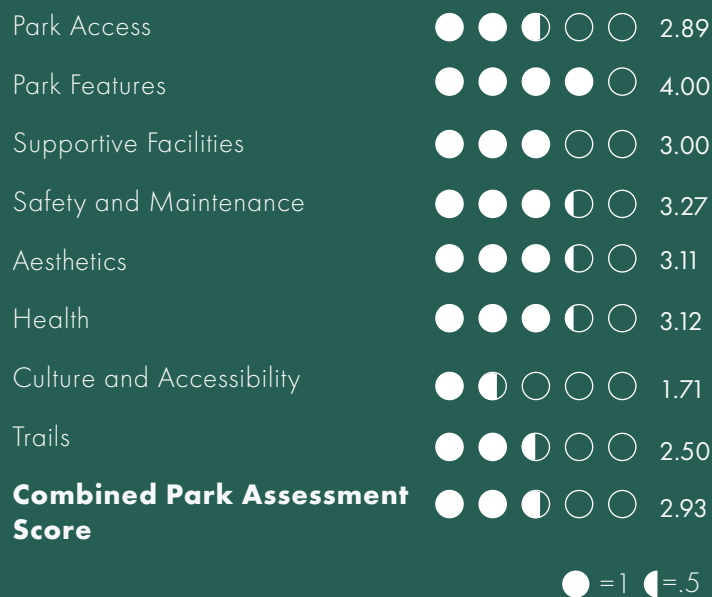 Park Access 2.89
Park Features 4.00
Supportive Facilities 3.00
Safety and Maintenance 3.27
Aesthetics 3.11
Health 3.12
Culture and Accessibility 1.71
Trails 2.50
Combined Park Assessment
Score 2.93
=1 =.5